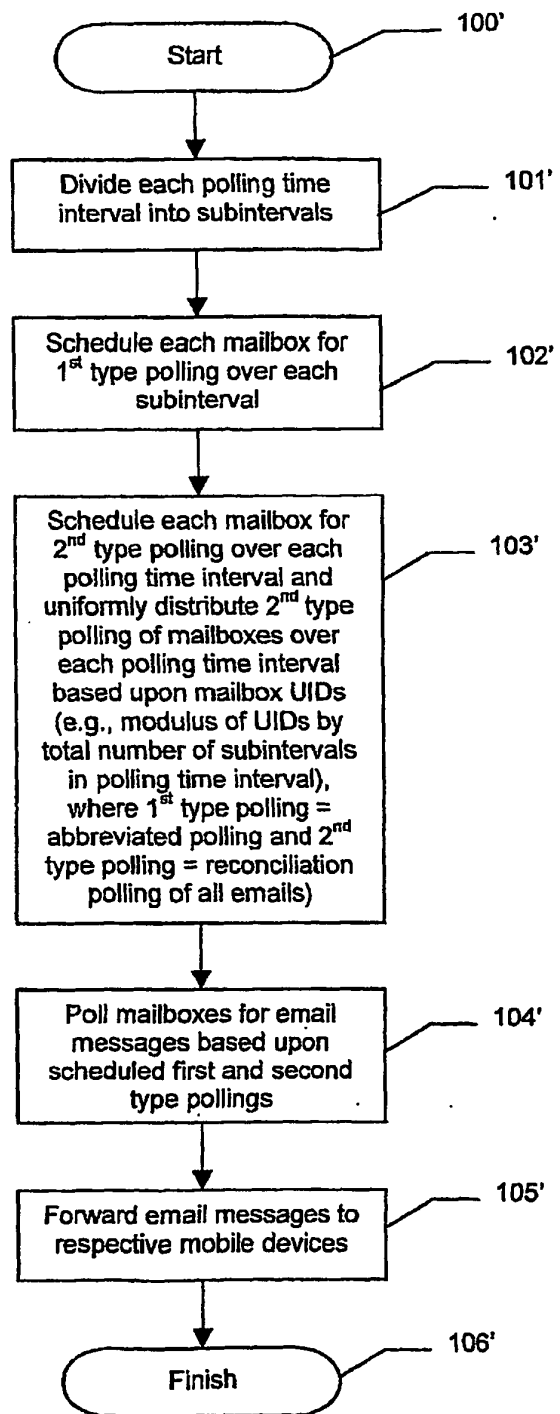 Start
100'
Divide each polling time
interval into subintervals
101'
Schedule each mailbox for
1st type polling over each
subinterval
102'
Schedule each mailbox for
2nd type polling over each
polling time interval and
uniformly distribute 2nd type
polling of mailboxes over
each polling time interval
based upon mailbox UIDs
(e.g., modulus of UIDs by
total number of subintervals
in polling time interval),
where 1st type polling =
abbreviated polling and 2nd
type polling = reconciliation
polling of all emails)
103'
Poll mailboxes for email
messages based upon
scheduled first and second
type pollings
104'
Forward email messages to
respective mobile devices
105'
Finish
106'